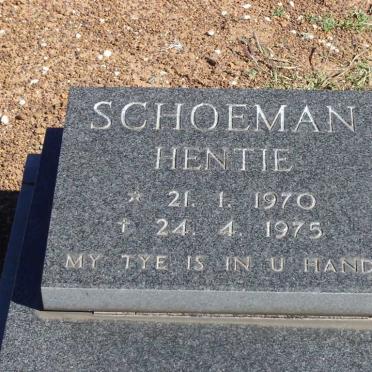 SCHOEMAN
HENTIE
* 21. 1. 1970
† 24. 4. 1975
MY TYE IS IN U HAND